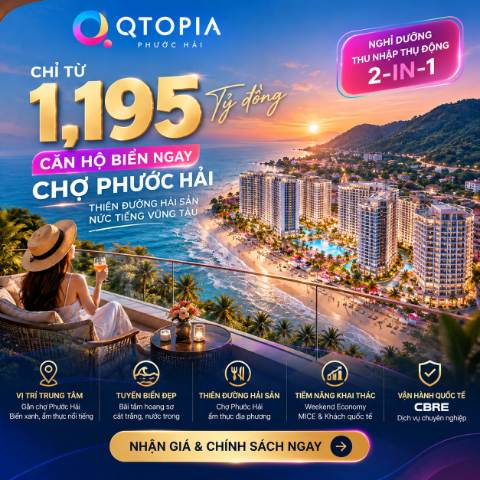 QTOPIA
PHƯỚC HẢI
NGHỈ DƯỠNG
THU NHẬP THỤ ĐỘNG
2-IN-1
CHỈ TỪ
1,195 Tỷ đồng
CĂN HỘ BIỂN NGAY
CHỢ PHƯỚC HẢI
THIÊN ĐƯỜNG HẢI SẢN
NỨC TIẾNG VŨNG TÀU
VỊ TRÍ TRUNG TÂM
Gần chợ Phước Hải
Biển xanh, ẩm thực nổi tiếng
TUYẾN BIỂN ĐẸP
Bãi tắm hoang sơ
cát trắng, nước trong
THIÊN ĐƯỜNG HẢI SẢN
Chợ Phước Hải
ẩm thực địa phương
TIỀM NĂNG KHAI THÁC
Weekend Economy
MICE & Khách quốc tế
VẬN HÀNH QUỐC TẾ
CBRE
Dịch vụ chuyên nghiệp
NHẬN GIÁ & CHÍNH SÁCH NGAY